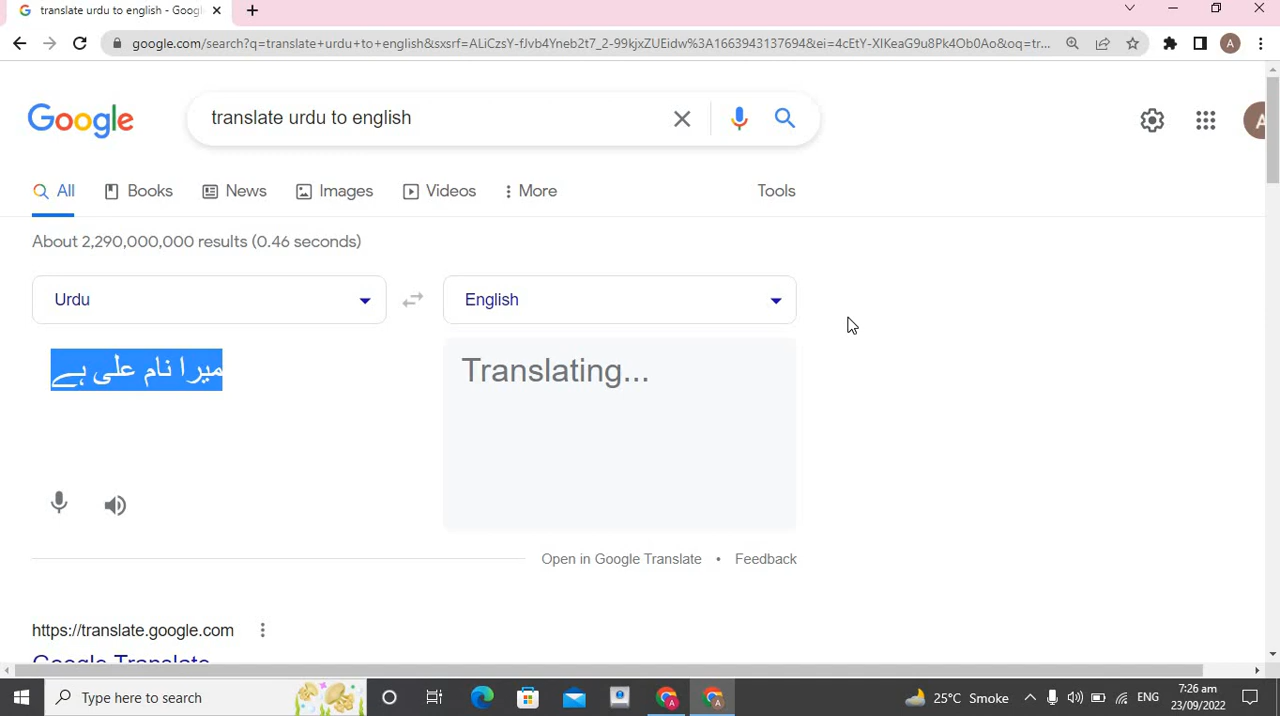 translate urdu to english - Googl
google.com/search?q=translate+urdu+to+english&sxsrf=ALiCzsY-fJvb4Yneb2t7_2-99kjxZUEidw%3A1663943137694&ei=4cEtY-XIKeaG9u8Pk4Ob0Ao&oq=tr...
A
Google
translate urdu to english
A
All
Books
News
Images
Videos
More
Tools
About 2,290,000,000 results (0.46 seconds)
Urdu
English
میرا نام علی ہے
Translating...
Open in Google Translate • Feedback
https://translate.google.com
Google Translate
Type here to search
25°C Smoke
ENG
7:26 am
23/09/2022